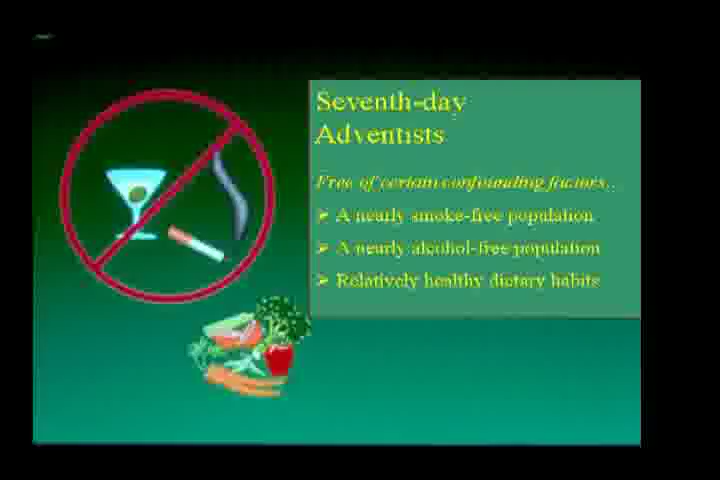 Seventh-day
Adventists
Free of certain confounding factors...
➢ A nearly smoke-free population
➢ A nearly alcohol-free population
➢ Relatively healthy dietary habits